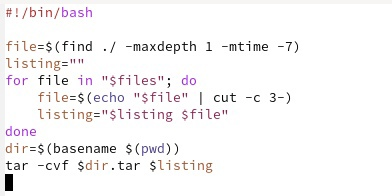 #!/bin/bash
file=$(find ./ -maxdepth 1 -mtime -7)
listing=""
for file in "$files"; do
file=$(echo "$file" | cut -c 3-)
listing="$listing $file"
done
dir=$(basename $(pwd))
tar -cvf $dir.tar $listing